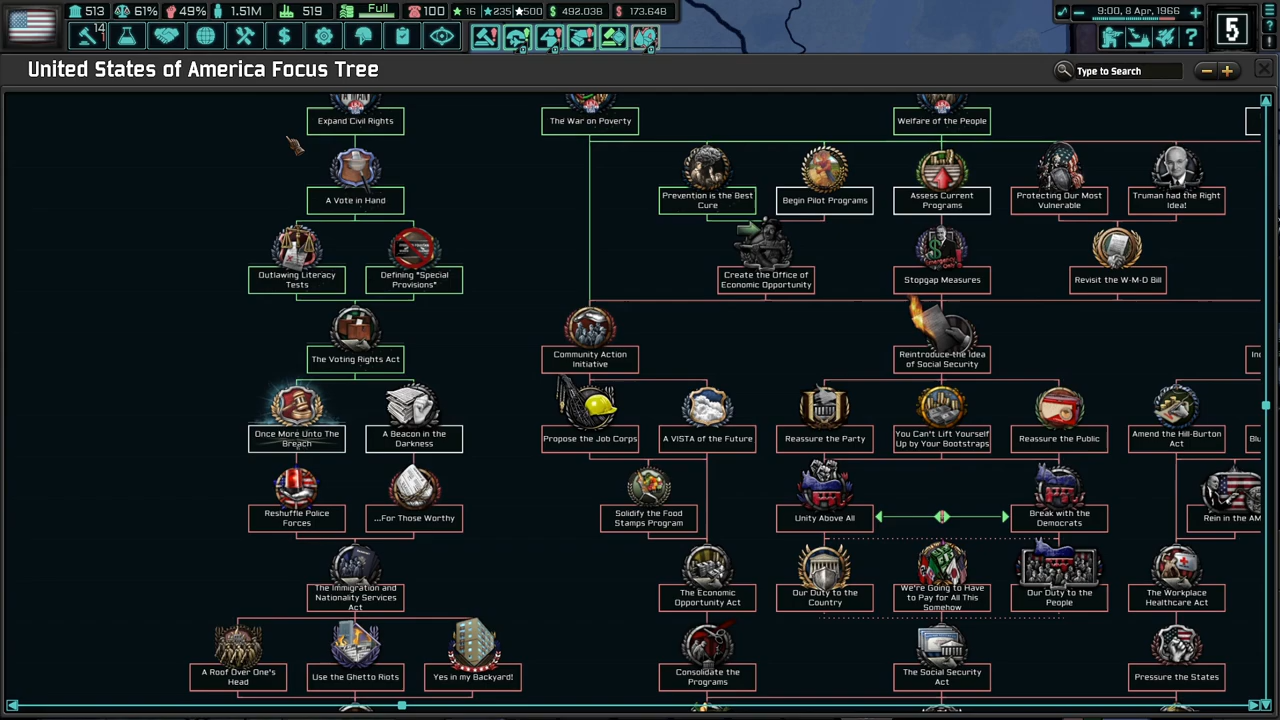 513 61% 49% 1.51M 519 Full 100 16 235 500 $ 492.03B $ 173.64B
9:00, 8 Apr, 1966
5
14
$
?
United States of America Focus Tree
Type to Search
Expand Civil Rights
The War on Poverty
Welfare of the People
A Vote in Hand
Prevention is the Best
Cure
Begin Pilot Programs
Assess Current
Programs
Protecting Our Most
Vulnerable
Truman had the Right
Idea!
Outlawing Literacy
Tests
Defining "Special
Provisions"
Create the Office of
Economic Opportunity
Stopgap Measures
Revisit the W-M-D Bill
The Voting Rights Act
Community Action
Initiative
Reintroduce the Idea
of Social Security
Once More Unto The
Breach
A Beacon in the
Darkness
Propose the Job Corps
A VISTA of the Future
Reassure the Party
You Can't Lift Yourself
Up by Your Bootstraps
Reassure the Public
Amend the Hill-Burton
Act
Reshuffle Police
Forces
...For Those Worthy
Solidify the Food
Stamps Program
Unity Above All
Break with the
Democrats
Rein in the AM
The Immigration and
Nationality Services
Act
The Economic
Opportunity Act
Our Duty to the
Country
We're Going to Have
to Pay for All This
Somehow
Our Duty to the
People
The Workplace
Healthcare Act
A Roof Over One's
Head
Use the Ghetto Riots
Yes in my Backyard!
Consolidate the
Programs
The Social Security
Act
Pressure the States